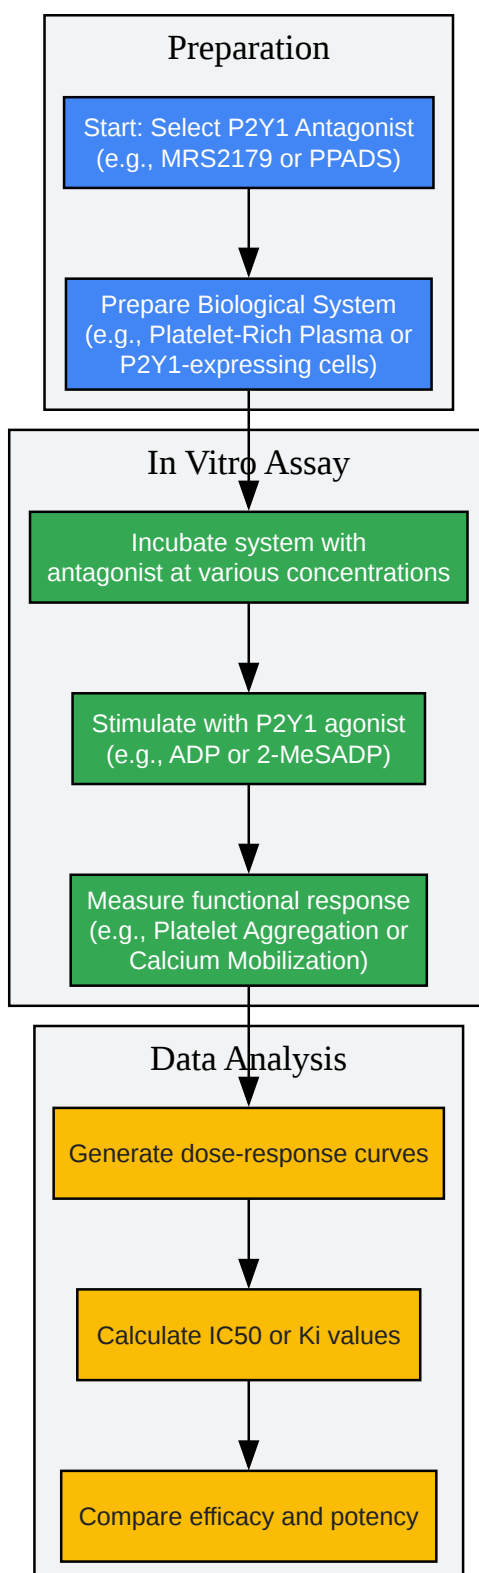 Preparation
Start: Select P2Y1 Antagonist
(e.g., MRS2179 or PPADS)
Prepare Biological System
(e.g., Platelet-Rich Plasma or
P2Y1-expressing cells)
In Vitro Assay
Incubate system with
antagonist at various concentrations
Stimulate with P2Y1 agonist
(e.g., ADP or 2-MeSADP)
Measure functional response
(e.g., Platelet Aggregation or
Calcium Mobilization)
Data Analysis
Generate dose-response curves
Calculate IC50 or Ki values
Compare efficacy and potency